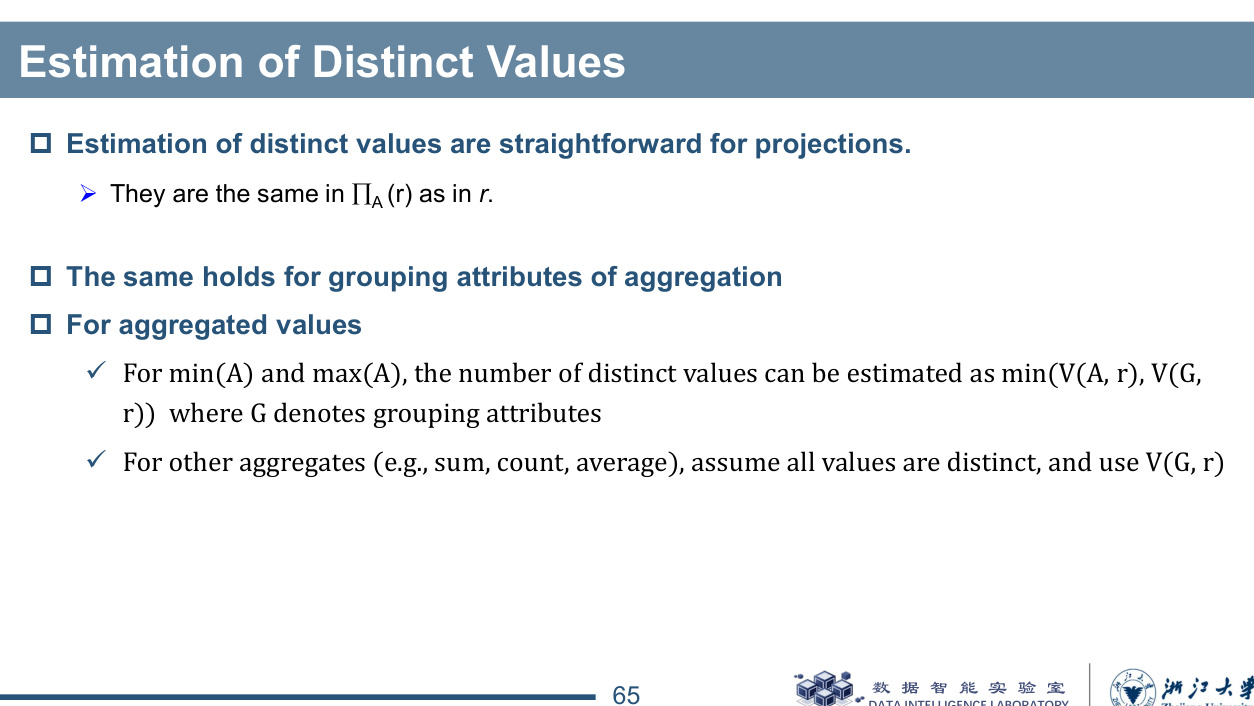 Estimation of Distinct Values
Estimation of distinct values are straightforward for projections.
They are the same in ∏A (r) as in r.
The same holds for grouping attributes of aggregation
For aggregated values
For min(A) and max(A), the number of distinct values can be estimated as min(V(A, r), V(G,
r))  where G denotes grouping attributes
For other aggregates (e.g., sum, count, average), assume all values are distinct, and use V(G, r)
65
数据智能实验室
DATA INTELLIGENCE LABORATORY
浙江大学